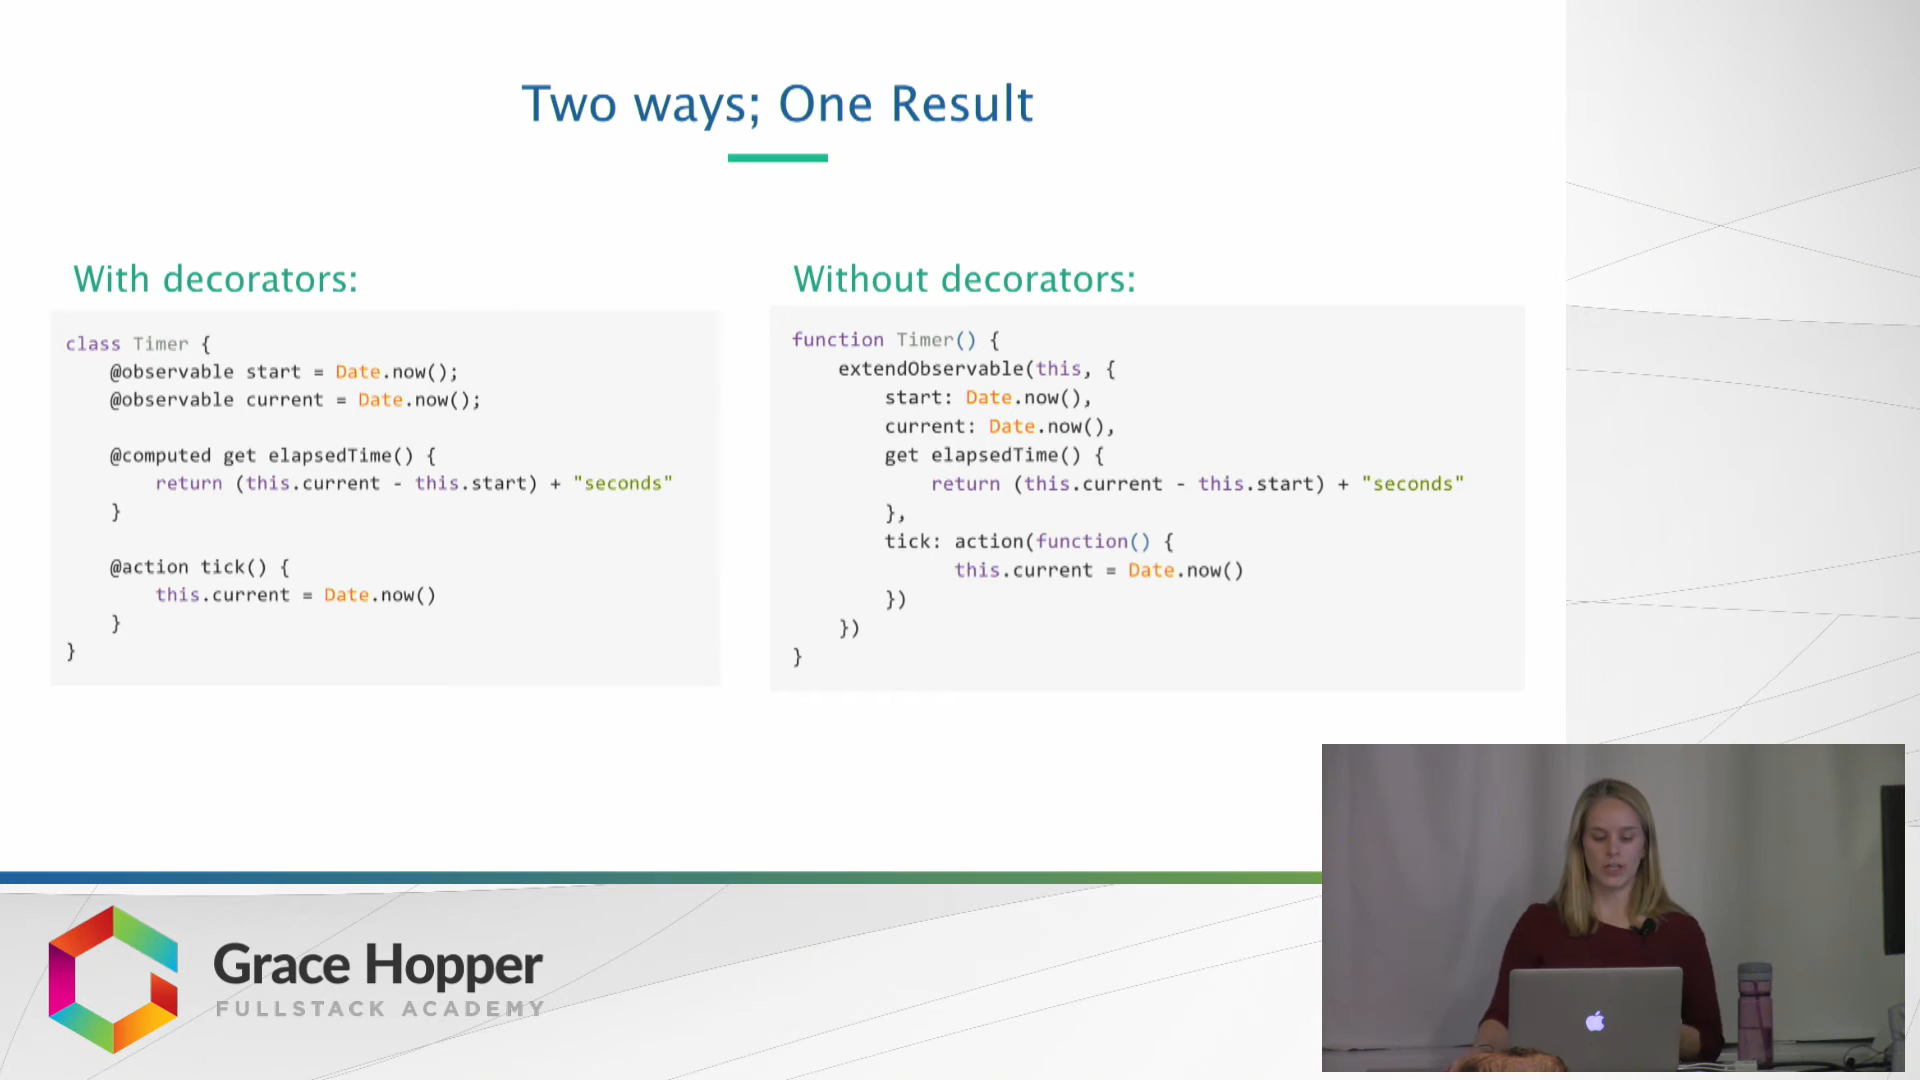 Two ways; One Result
With decorators:
class Timer {
    @observable start = Date.now();
    @observable current = Date.now();

    @computed get elapsedTime() {
        return (this.current - this.start) + "seconds"
    }

    @action tick() {
        this.current = Date.now()
    }
}
Without decorators:
function Timer() {
    extendObservable(this, {
        start: Date.now(),
        current: Date.now(),
        get elapsedTime() {
            return (this.current - this.start) + "seconds"
        },
        tick: action(function() {
              this.current = Date.now()
        })
    })
}
Grace Hopper
FULLSTACK ACADEMY